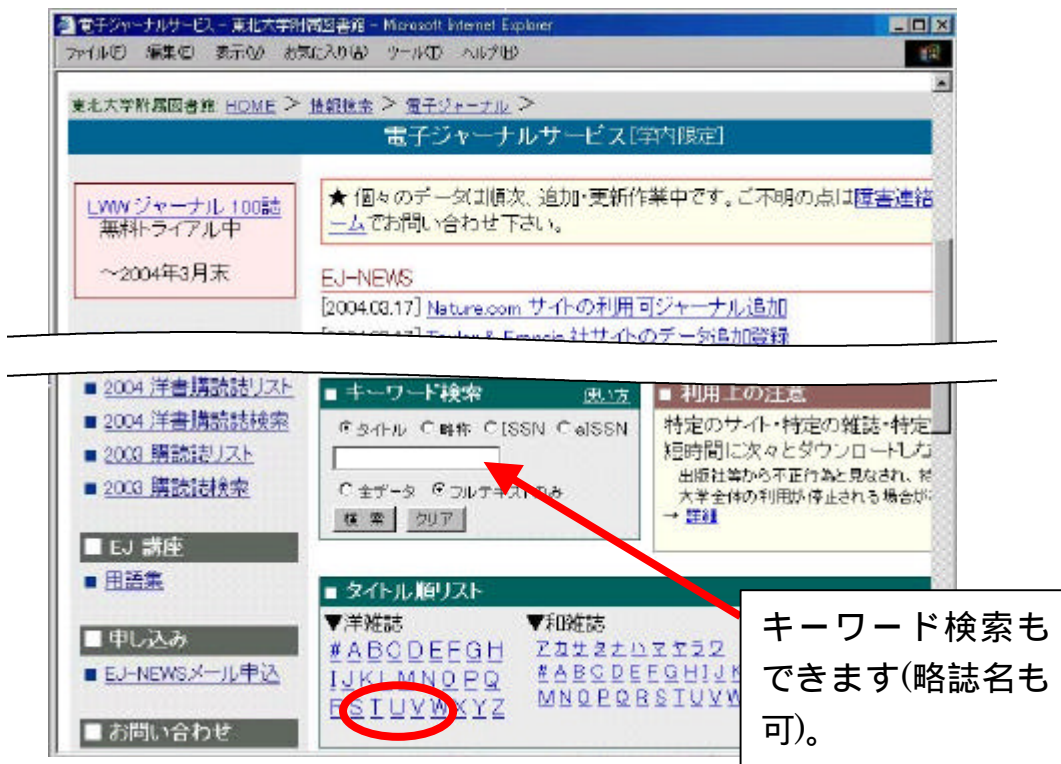 電子ジャーナルサービス - 東北大学附属図書館 - Microsoft Internet Explorer
ファイル(F) 編集(E) 表示(V) お気に入り(A) ツール(T) ヘルプ(H)
東北大学附属図書館 HOME > 情報検索 > 電子ジャーナル >
電子ジャーナルサービス[学内限定]
LWWジャーナル 100誌
無料トライアル中
～2004年3月末
★ 個々のデータは順次、追加・更新作業中です。ご不明の点は障害連絡
ームでお問い合わせ下さい。
EJ-NEWS
[2004.03.17] Nature.com サイトの利用可ジャーナル追加
社サイトのデータ追加登録
■ 2004 洋書購読誌リスト
■ 2004 洋書購読誌検索
■ 2003 購読誌リスト
■ 2003 購読誌検索
■ EJ 講座
■ 用語集
■ 申し込み
■ EJ-NEWSメール申込
■ お問い合わせ
■ キーワード検索 使い方
タイトル 略称 ISSN eISSN
全データ フルテキストのみ
検 索 クリア
■ 利用上の注意
特定のサイト・特定の雑誌・特定
短時間に次々とダウンロードした
出版社等から不正行為と見なされ、
大学全体の利用が停止される場合が
→ 詳細
■ タイトル順リスト
▼洋雑誌
# A B C D E F G H
I J K L M N O P Q
R S T U V W X Y Z
▼和雑誌
ア カ サ タ ナ ハ マ ヤ ラ ワ
# A B C D E F G H I J K
M N O P Q R S T U V W
キーワード検索も
できます(略誌名も
可)。